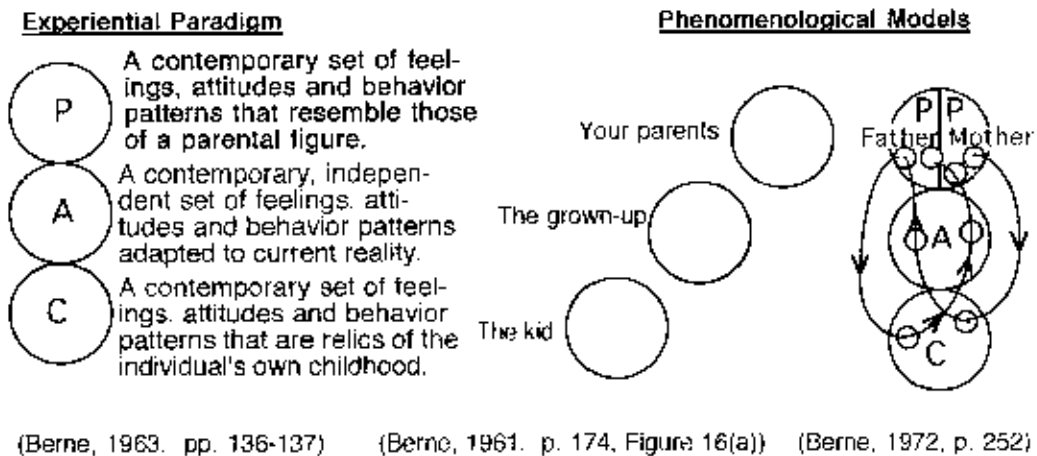 Experiential Paradigm
Phenomenological Models
P
A contemporary set of feel-
ings, attitudes and behavior
patterns that resemble those
of a parental figure.
A
A contemporary, indepen-
dent set of feelings. atti-
tudes and behavior patterns
adapted to current reality.
C
A contemporary set of feel-
ings. attitudes and behavior
patterns that are relics of the
individual's own childhood.
Your parents
The grown-up
The kid
P P
Father Mother
A
C
(Berne, 1963. pp. 136-137)
(Berne, 1961. p. 174, Figure 16(a))
(Berne, 1972, p. 252)